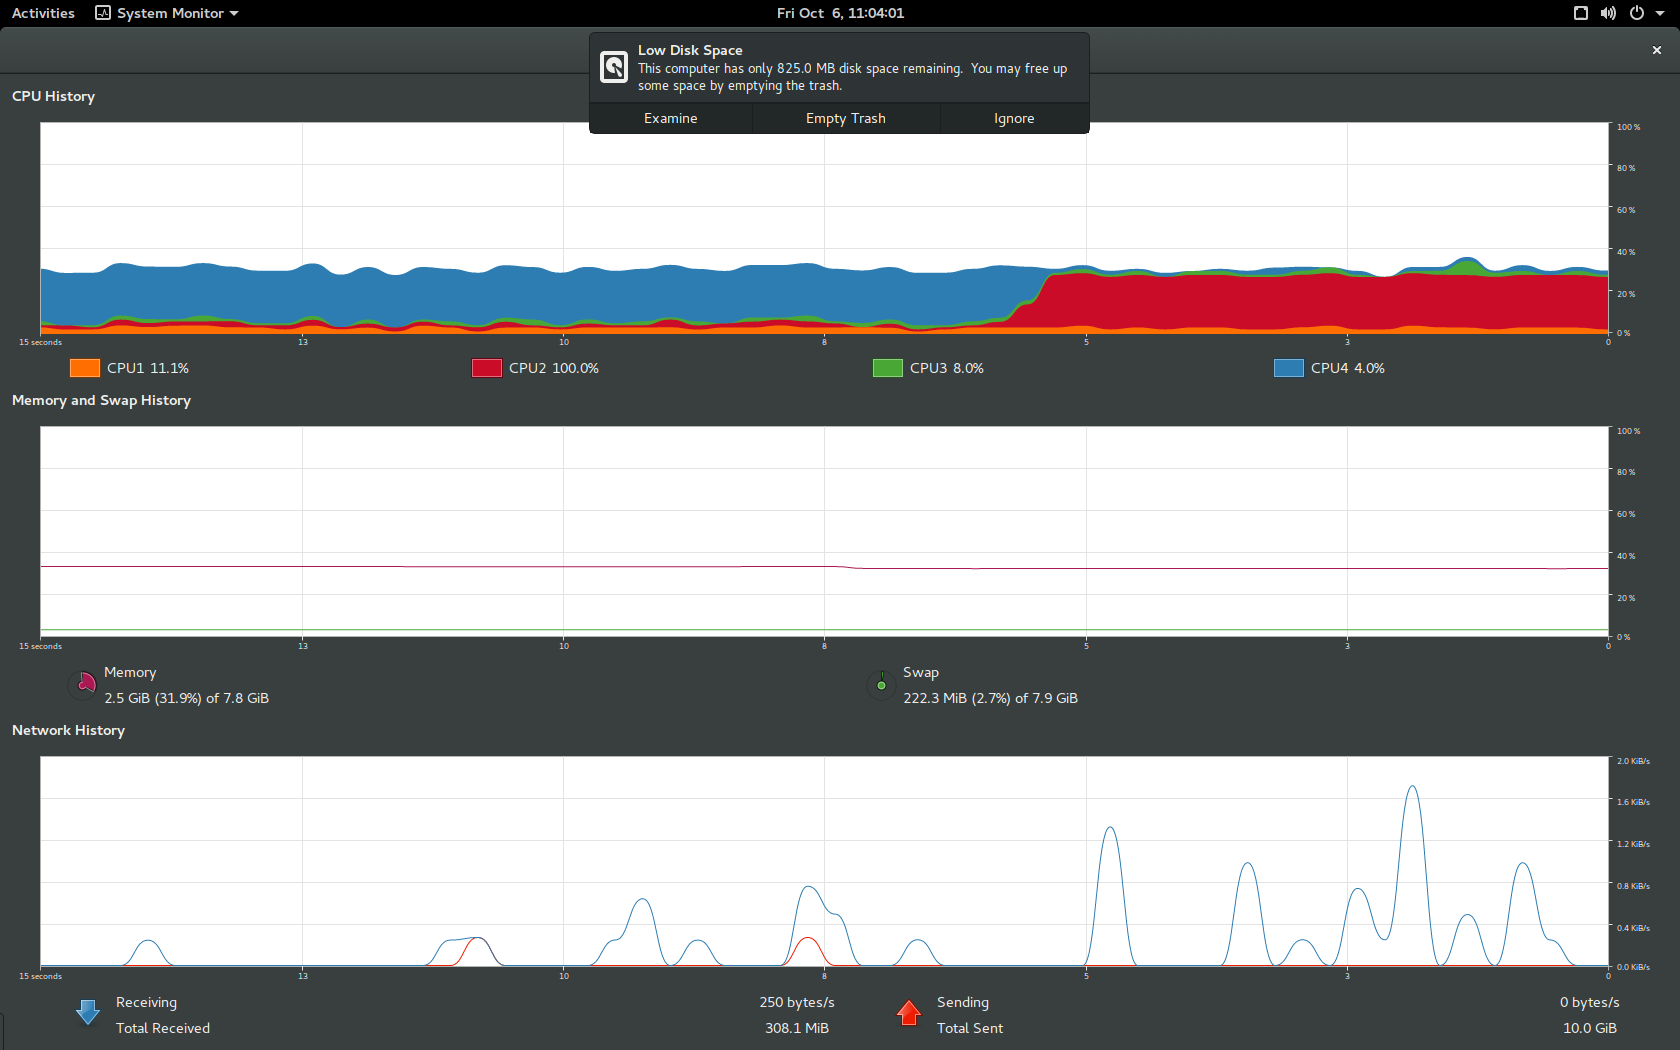 Activities System Monitor Fri Oct 6, 11:04:01
Low Disk Space
This computer has only 825.0 MB disk space remaining. You may free up
some space by emptying the trash.
Examine Empty Trash Ignore
CPU History
100 %
80 %
60 %
40 %
20 %
0 %
15 seconds 13 10 8 5 3 0
CPU1 11.1% CPU2 100.0% CPU3 8.0% CPU4 4.0%
Memory and Swap History
100 %
80 %
60 %
40 %
20 %
0 %
15 seconds 13 10 8 5 3 0
Memory
2.5 GiB (31.9%) of 7.8 GiB
Swap
222.3 MiB (2.7%) of 7.9 GiB
Network History
2.0 KiB/s
1.6 KiB/s
1.2 KiB/s
0.8 KiB/s
0.4 KiB/s
0.0 KiB/s
15 seconds 13 10 8 5 3 0
Receiving 250 bytes/s
Total Received 308.1 MiB
Sending 0 bytes/s
Total Sent 10.0 GiB